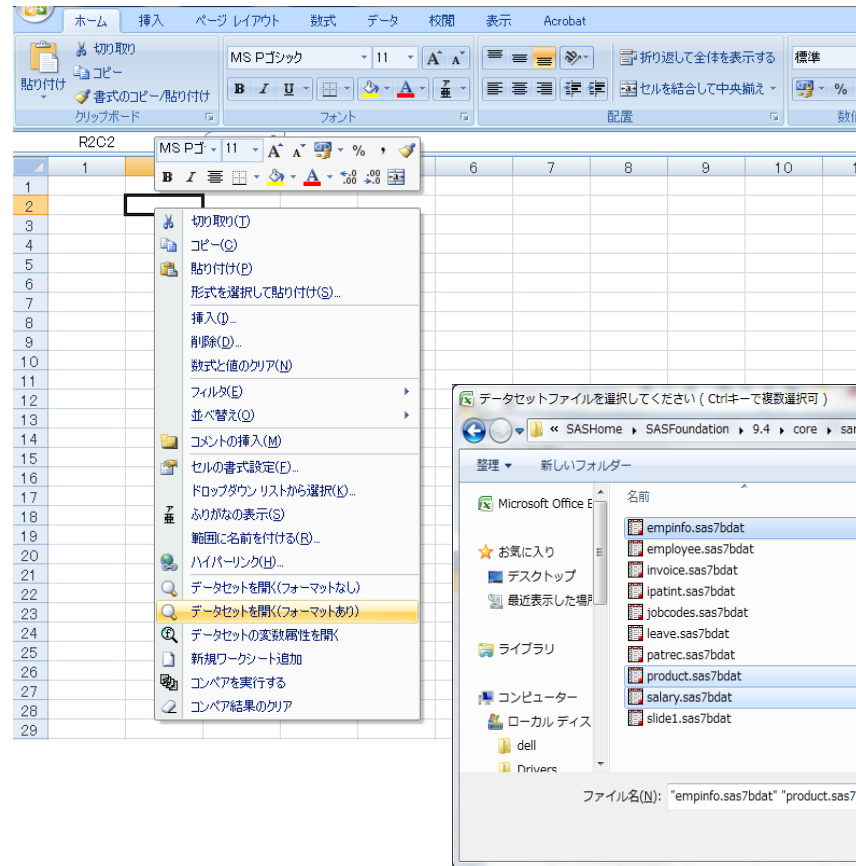 ホーム 挿入 ページ レイアウト 数式 データ 校閲 表示 Acrobat
切り取り
コピー
書式のコピー/貼り付け
貼り付け
クリップボード
MS Pゴシック 11
B I U
フォント
折り返して全体を表示する
セルを結合して中央揃え
配置
標準
%
R2C2
MS Pゴ 11 %
B I
1 6 7 8 9 10
1
2
3
4
5
6
7
8
9
10
11
12
13
14
15
16
17
18
19
20
21
22
23
24
25
26
27
28
29
切り取り(T)
コピー(C)
貼り付け(P)
形式を選択して貼り付け(S)...
挿入(I)...
削除(D)...
数式と値のクリア(N)
フィルタ(E)
並べ替え(O)
コメントの挿入(M)
セルの書式設定(F)...
ドロップダウン リストから選択(K)...
ふりがなの表示(S)
範囲に名前を付ける(R)...
ハイパーリンク(H)...
データセットを開く(フォーマットなし)
データセットを開く(フォーマットあり)
データセットの変数属性を開く
新規ワークシート追加
コンペアを実行する
コンペア結果のクリア
データセットファイルを選択してください ( Ctrlキーで複数選択可 )
« SASHome ▸ SASFoundation ▸ 9.4 ▸ core ▸
整理 新しいフォルダー
Microsoft Office
お気に入り
デスクトップ
最近表示した場所
ライブラリ
コンピューター
ローカル ディス
dell
Drivers
名前
empinfo.sas7bdat
employee.sas7bdat
invoice.sas7bdat
ipatint.sas7bdat
jobcodes.sas7bdat
leave.sas7bdat
patrec.sas7bdat
product.sas7bdat
salary.sas7bdat
slide1.sas7bdat
ファイル名(N): "empinfo.sas7bdat" "product.sas7